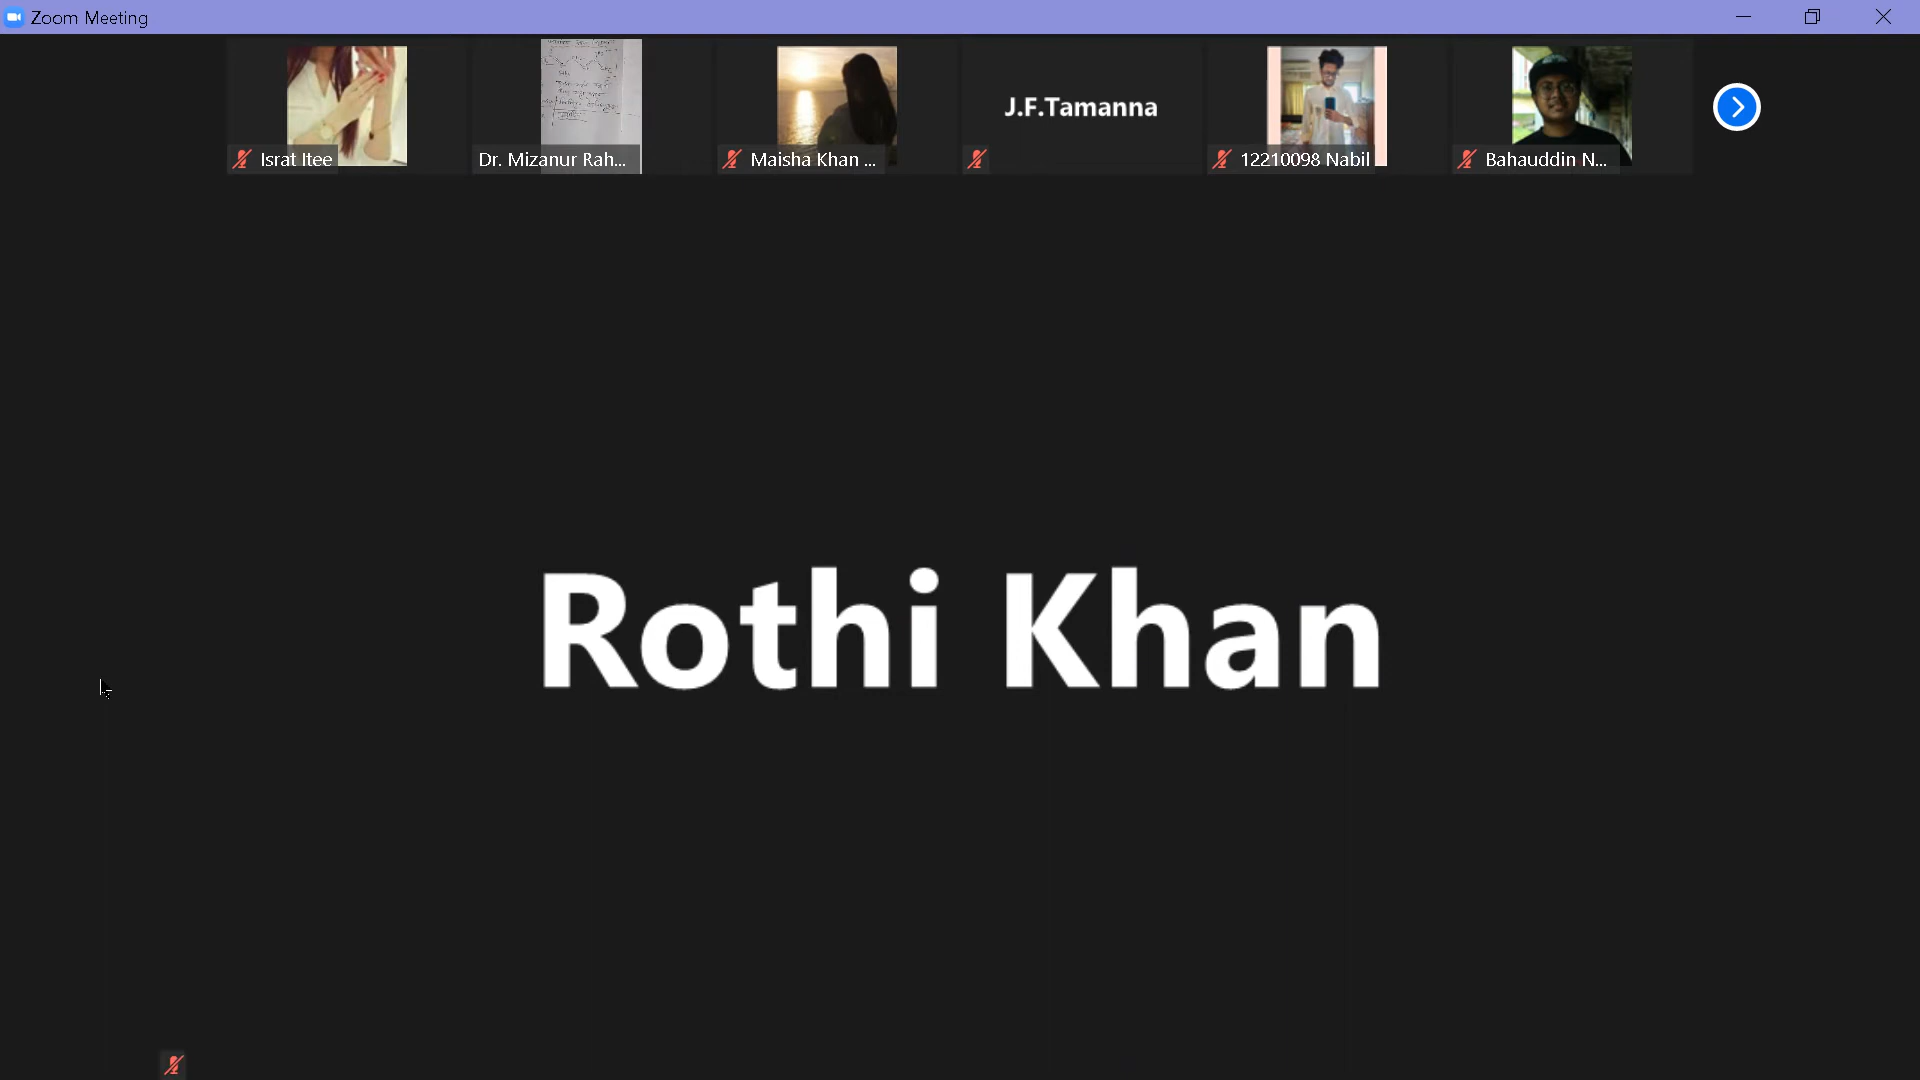 Zoom Meeting
Israt Itee
Dr. Mizanur Rah...
Maisha Khan ...
J.F.Tamanna
12210098 Nabil
Bahauddin N...
Rothi Khan